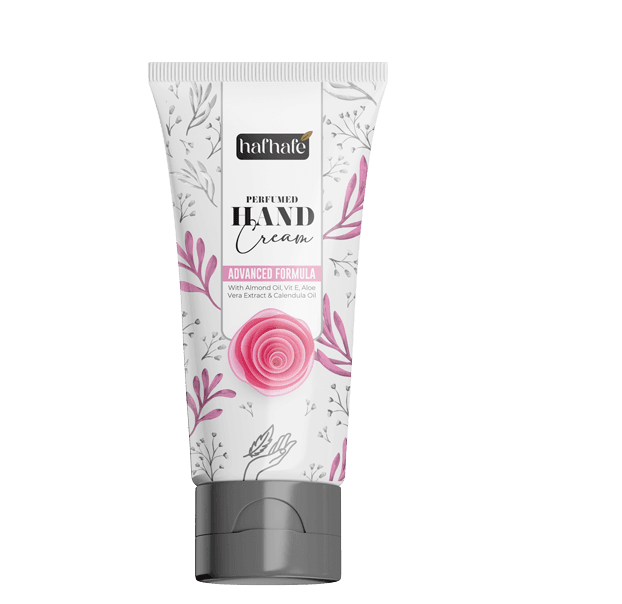 hafhafe
PERFUMED
HAND
Cream
ADVANCED FORMULA
With Almond Oil, Vit E, Aloe
Vera Extract & Calendula Oil